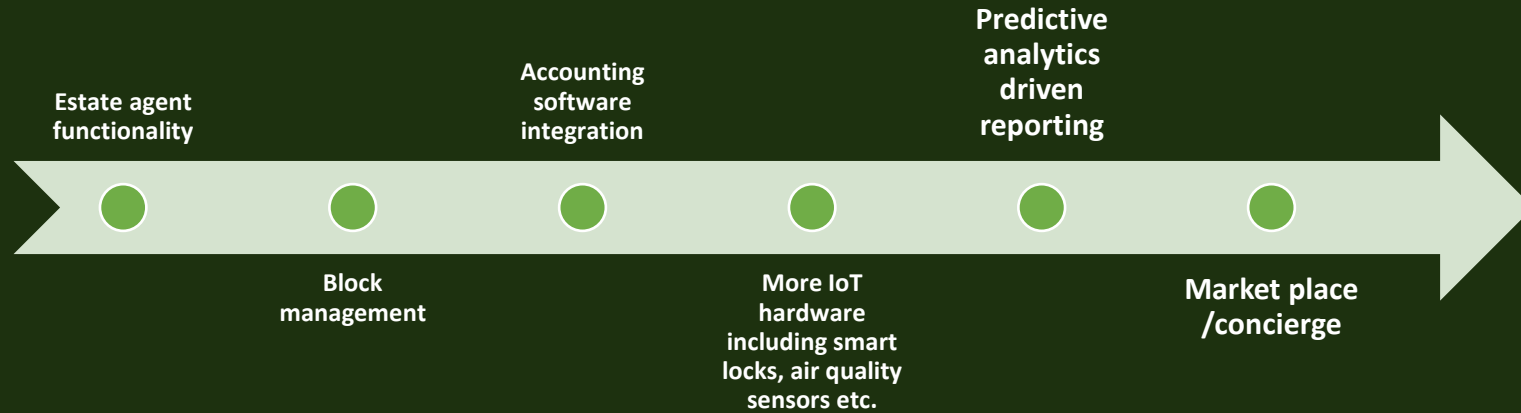 Estate agent
functionality
Block
management
Accounting
software
integration
More IoT
hardware
including smart
locks, air quality
sensors etc.
Predictive
analytics
driven
reporting
Market place
/concierge